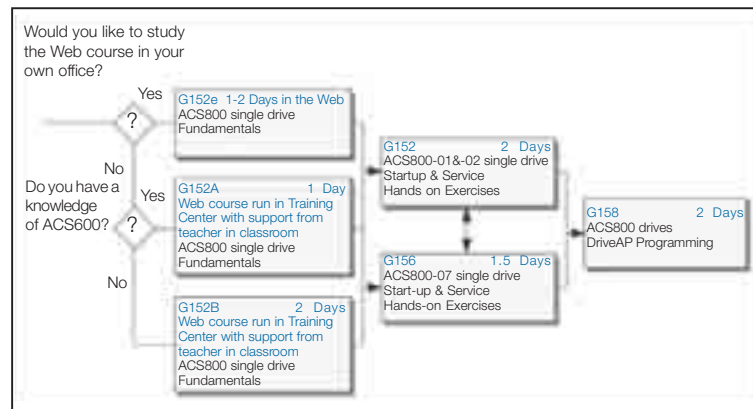 Would you like to study
the Web course in your
own office?
Yes
?
G152e 1-2 Days in the Web
ACS800 single drive
Fundamentals
No
Do you have a
knowledge
of ACS600?
Yes
?
G152A 1 Day
Web course run in Training
Center with support from
teacher in classroom
ACS800 single drive
Fundamentals
No
G152B 2 Days
Web course run in Training
Center with support from
teacher in classroom
ACS800 single drive
Fundamentals
G152 2 Days
ACS800-01&-02 single drive
Startup & Service
Hands on Exercises
G156 1.5 Days
ACS800-07 single drive
Start-up & Service
Hands-on Exercises
G158 2 Days
ACS800 drives
DriveAP Programming